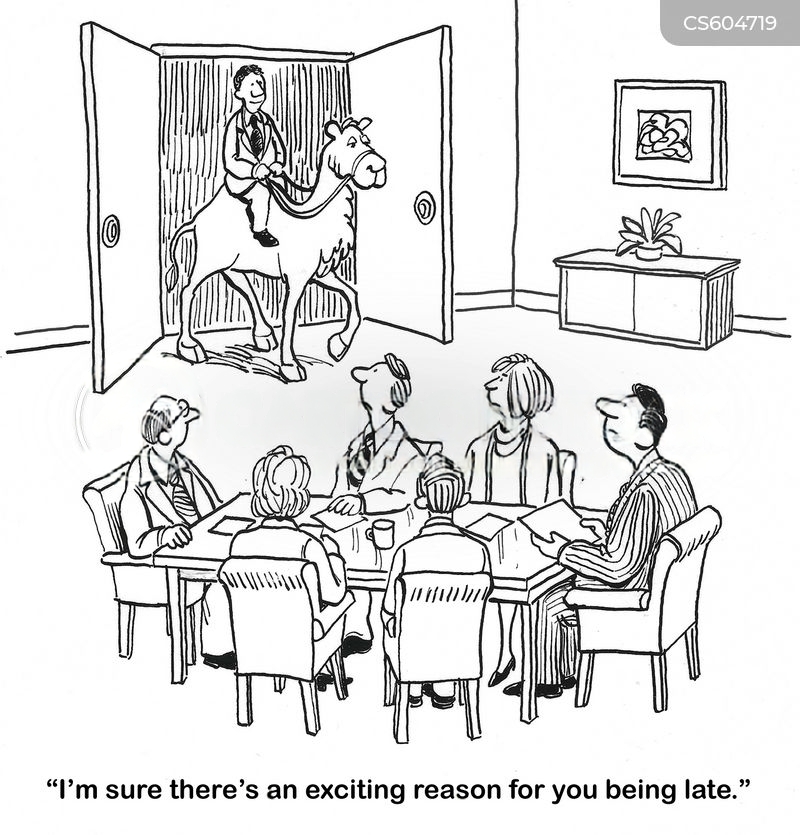 CS604719
“I’m sure there’s an exciting reason for you being late.”